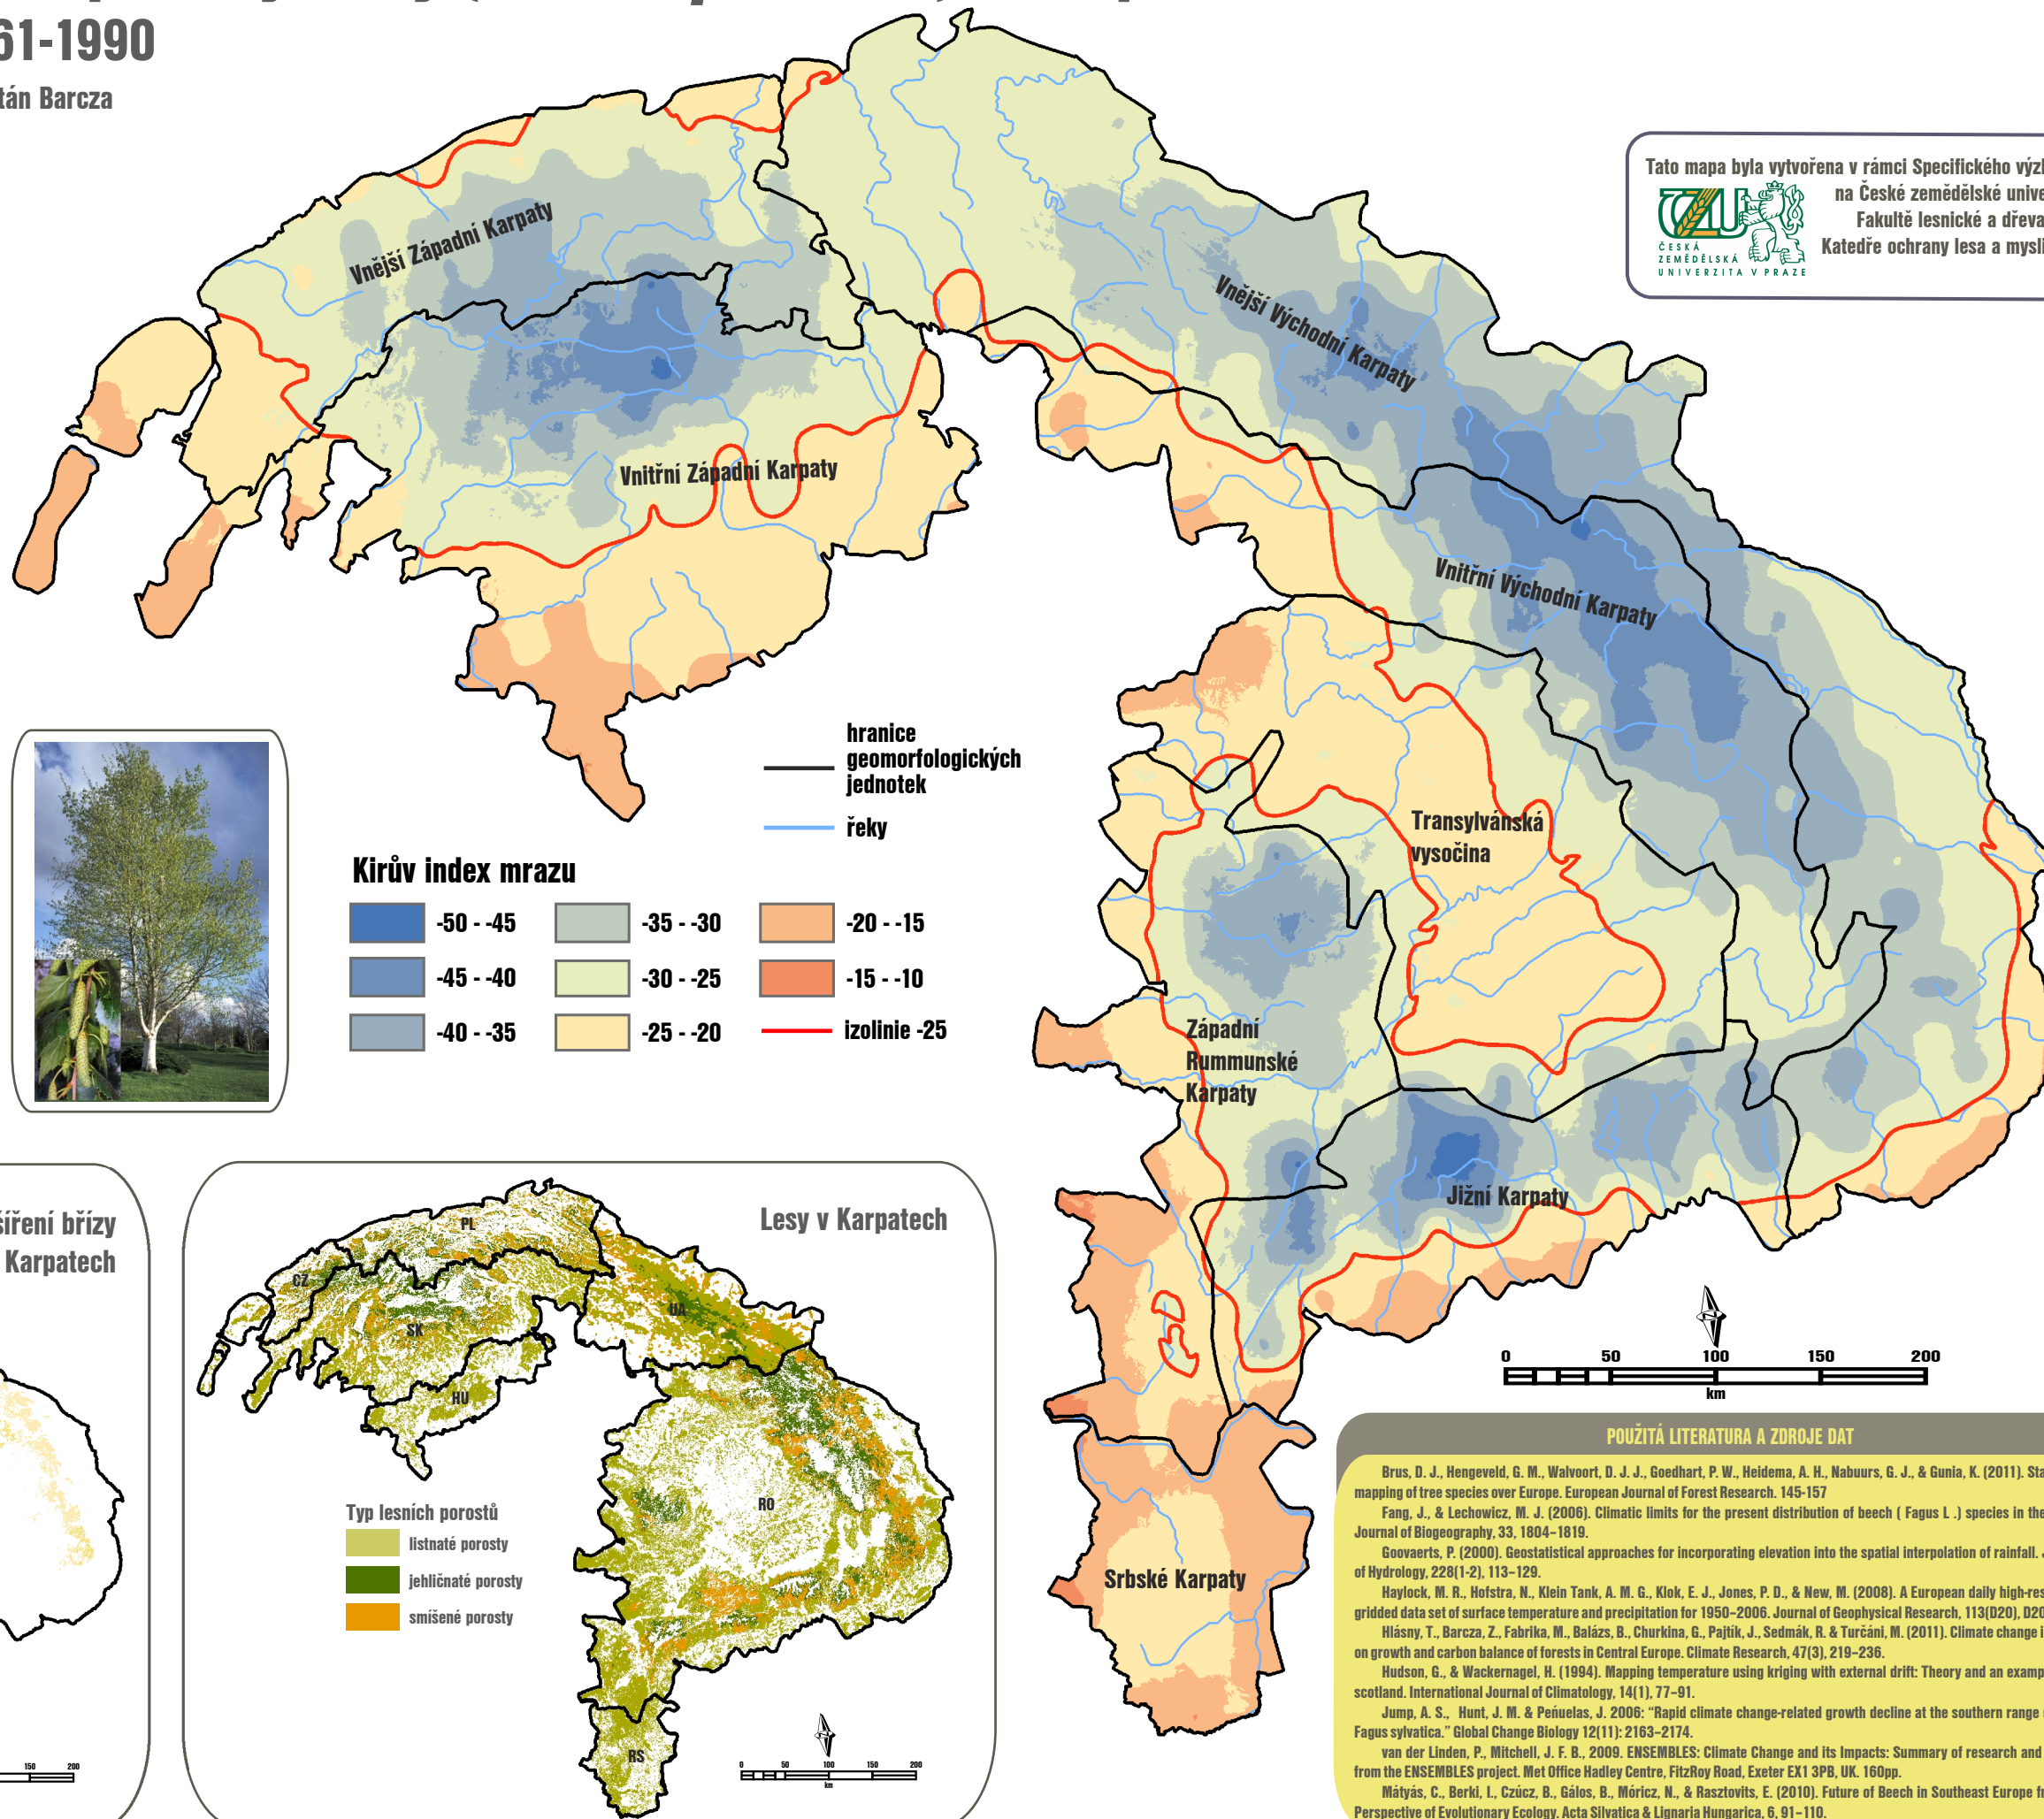 61-1990
tán Barcza
Tato mapa byla vytvořena v rámci Specifického
na České zemědělské
Fakultě lesnické a
Katedře ochrany lesa a
ČESKÁ
ZEMĚDĚLSKÁ
UNIVERZITA V PRAZE
Vnější Západní Karpaty
Vnější Východní Karpaty
Vnitřní Západní Karpaty
Vnitřní Východní Karpaty
Transylvánská
vysočina
Západní
Rummunské
Karpaty
Jižní Karpaty
Srbské Karpaty
hranice
geomorfologických
jednotek
řeky
Kirův index mrazu
-50 - -45
-35 - -30
-20 - -15
-45 - -40
-30 - -25
-15 - -10
-40 - -35
-25 - -20
izolinie -25
šíření břízy
Karpatech
150 200
Lesy v Karpatech
PL
CZ
SK
UA
HU
RO
RS
Typ lesních porostů
listnaté porosty
jehličnaté porosty
smíšené porosty
0 50 100 150 200
km
0 50 100 150 200
km
POUŽITÁ LITERATURA A ZDROJE DAT
Brus, D. J., Hengeveld, G. M., Walvoort, D. J. J., Goedhart, P. W., Heidema, A. H., Nabuurs, G. J., & Gunia, K. (2011). Sta
mapping of tree species over Europe. European Journal of Forest Research. 145-157
Fang, J., & Lechowicz, M. J. (2006). Climatic limits for the present distribution of beech ( Fagus L .) species in the
Journal of Biogeography, 33, 1804–1819.
Goovaerts, P. (2000). Geostatistical approaches for incorporating elevation into the spatial interpolation of rainfall.
of Hydrology, 228(1-2), 113–129.
Haylock, M. R., Hofstra, N., Klein Tank, A. M. G., Klok, E. J., Jones, P. D., & New, M. (2008). A European daily high-res
gridded data set of surface temperature and precipitation for 1950–2006. Journal of Geophysical Research, 113(D20), D20
Hlásny, T., Barcza, Z., Fabrika, M., Balázs, B., Churkina, G., Pajtík, J., Sedmák, R. & Turčáni, M. (2011). Climate change i
on growth and carbon balance of forests in Central Europe. Climate Research, 47(3), 219–236.
Hudson, G., & Wackernagel, H. (1994). Mapping temperature using kriging with external drift: Theory and an examp
scotland. International Journal of Climatology, 14(1), 77–91.
Jump, A. S., Hunt, J. M. & Peńuelas, J. 2006: “Rapid climate change-related growth decline at the southern range
Fagus sylvatica.” Global Change Biology 12(11): 2163–2174.
van der Linden, P., Mitchell, J. F. B., 2009. ENSEMBLES: Climate Change and its Impacts: Summary of research and
from the ENSEMBLES project. Met Office Hadley Centre, FitzRoy Road, Exeter EX1 3PB, UK. 160pp.
Mátyás, C., Berki, I., Czúcz, B., Gálos, B., Móricz, N., & Rasztovits, E. (2010). Future of Beech in Southeast Europe
Perspective of Evolutionary Ecology. Acta Silvatica & Lignaria Hungarica, 6, 91–110.